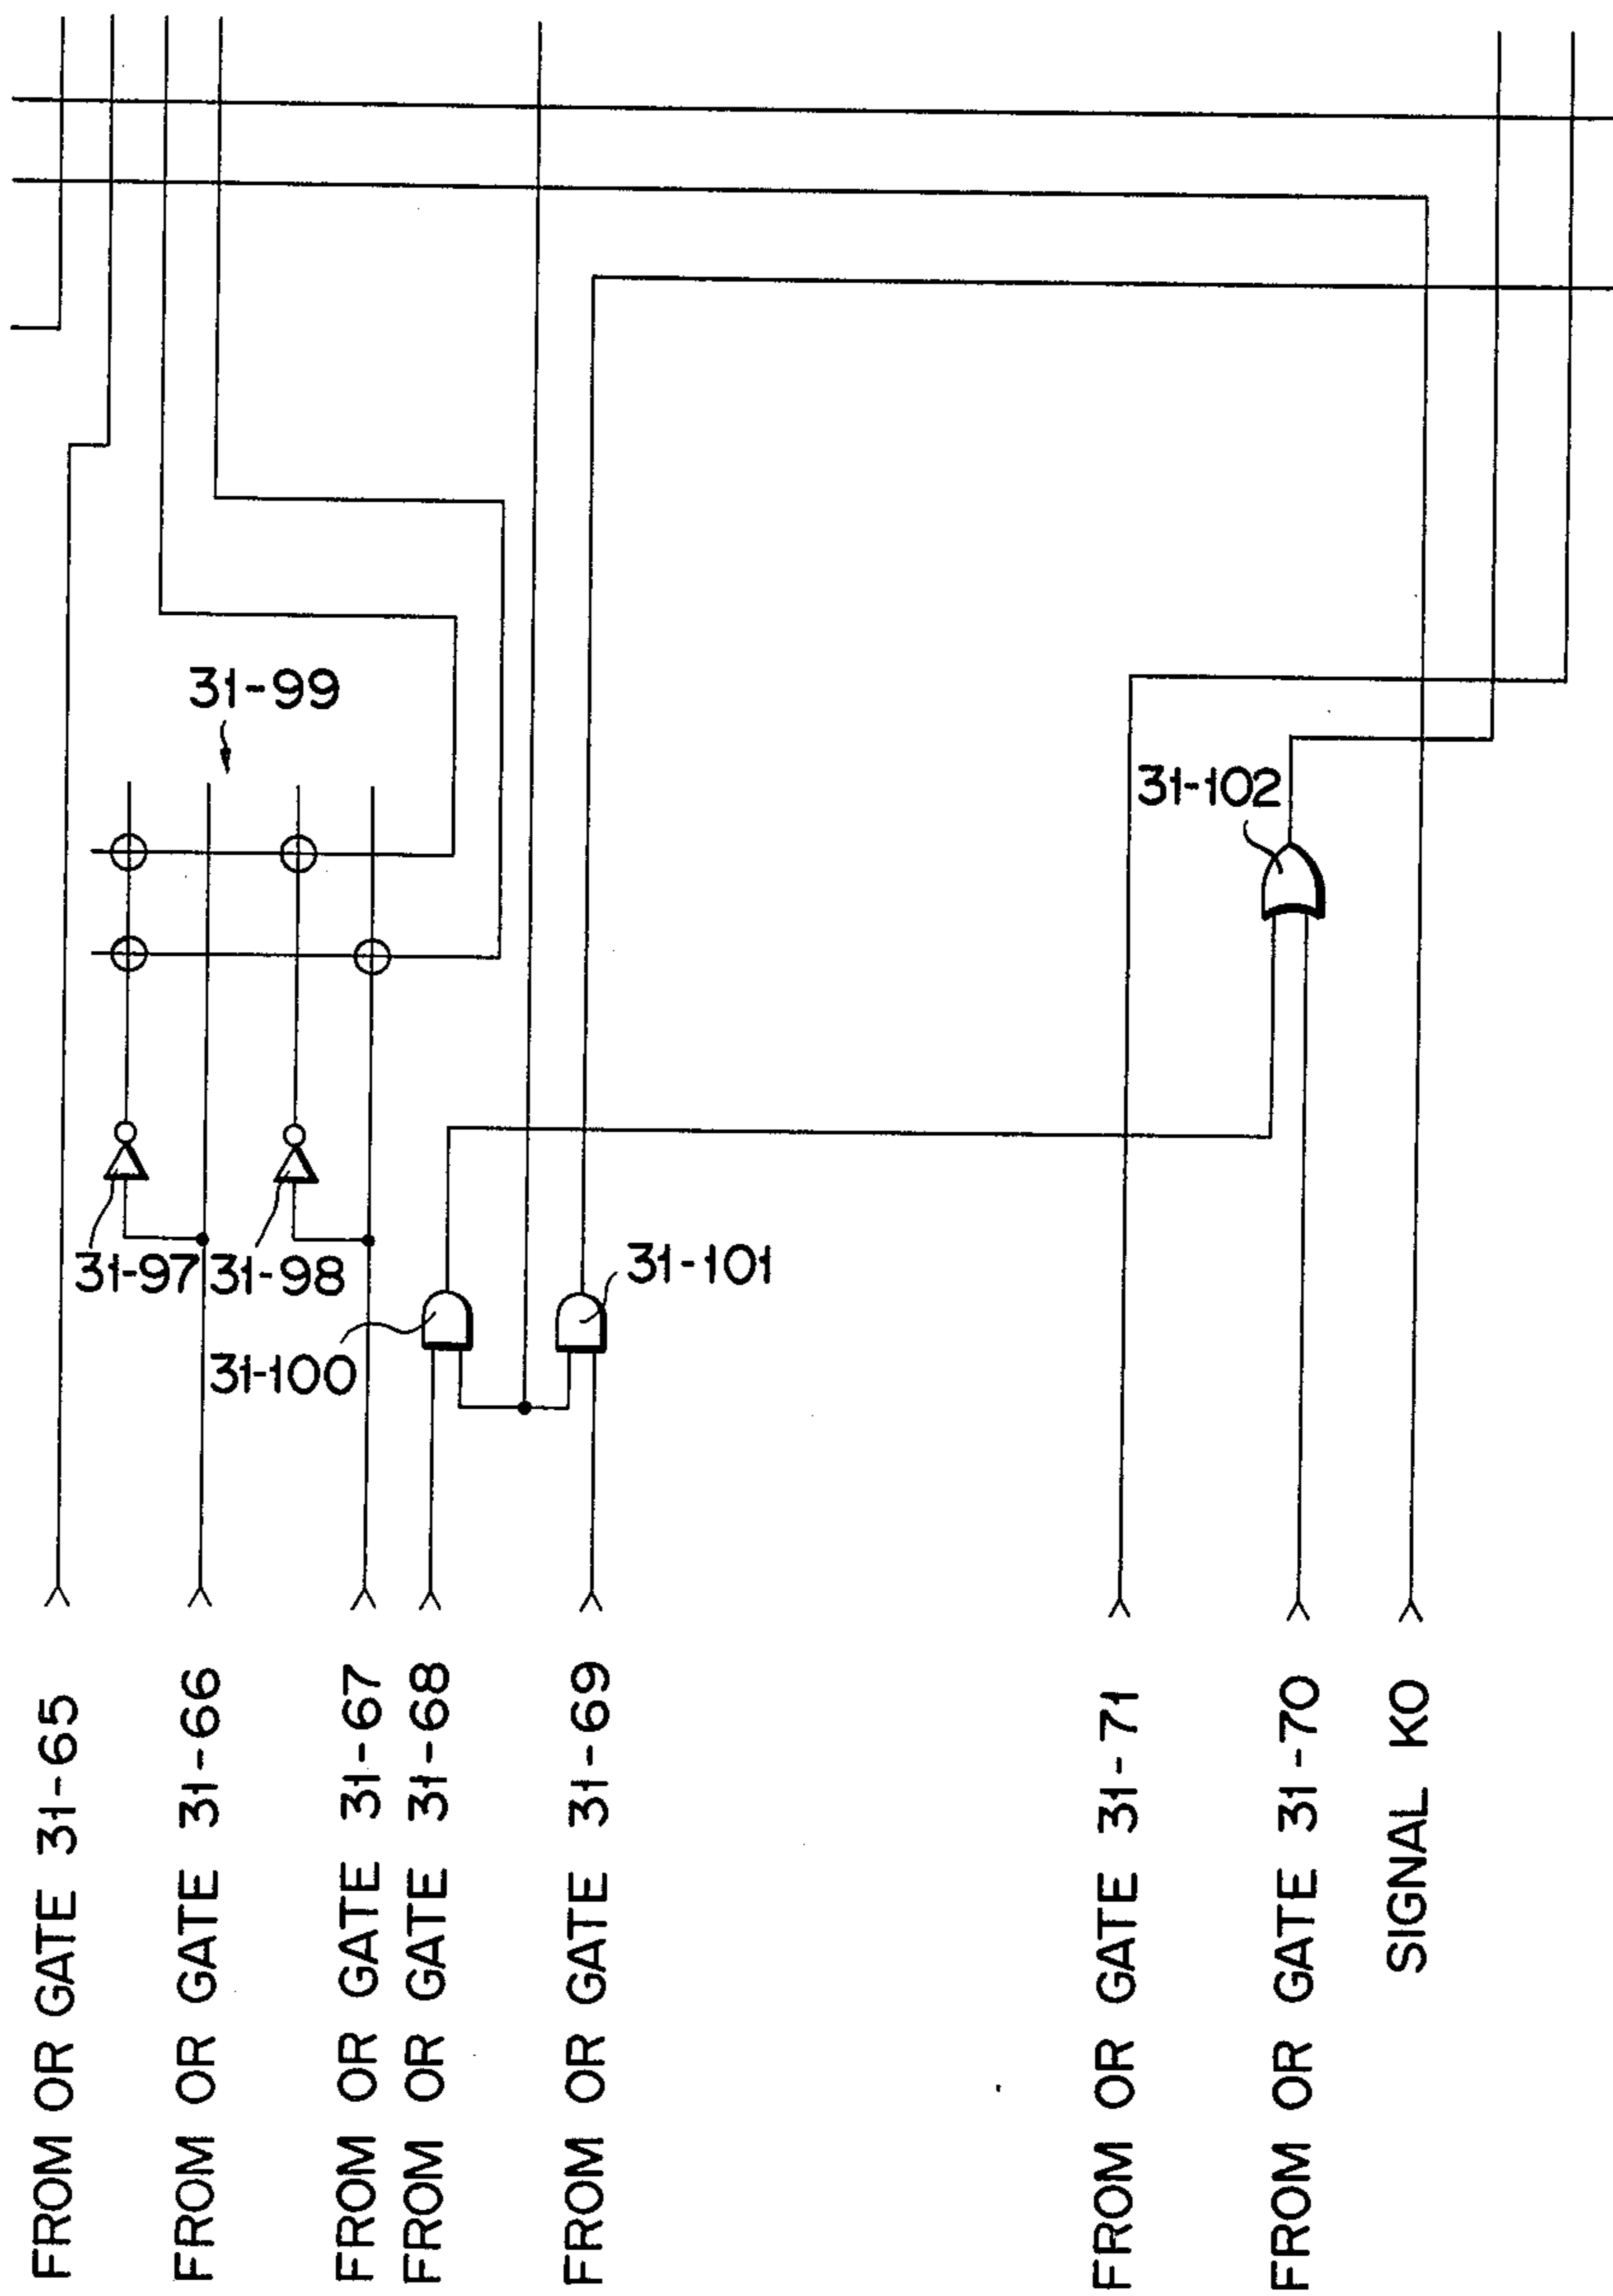 31-99
31-102
31-97
31-98
31-101
31-100
FROM OR GATE 31-65
FROM OR GATE 31-66
FROM OR GATE 31-67
FROM OR GATE 31-68
FROM OR GATE 31-69
FROM OR GATE 31-71
FROM OR GATE 31-70
SIGNAL KO